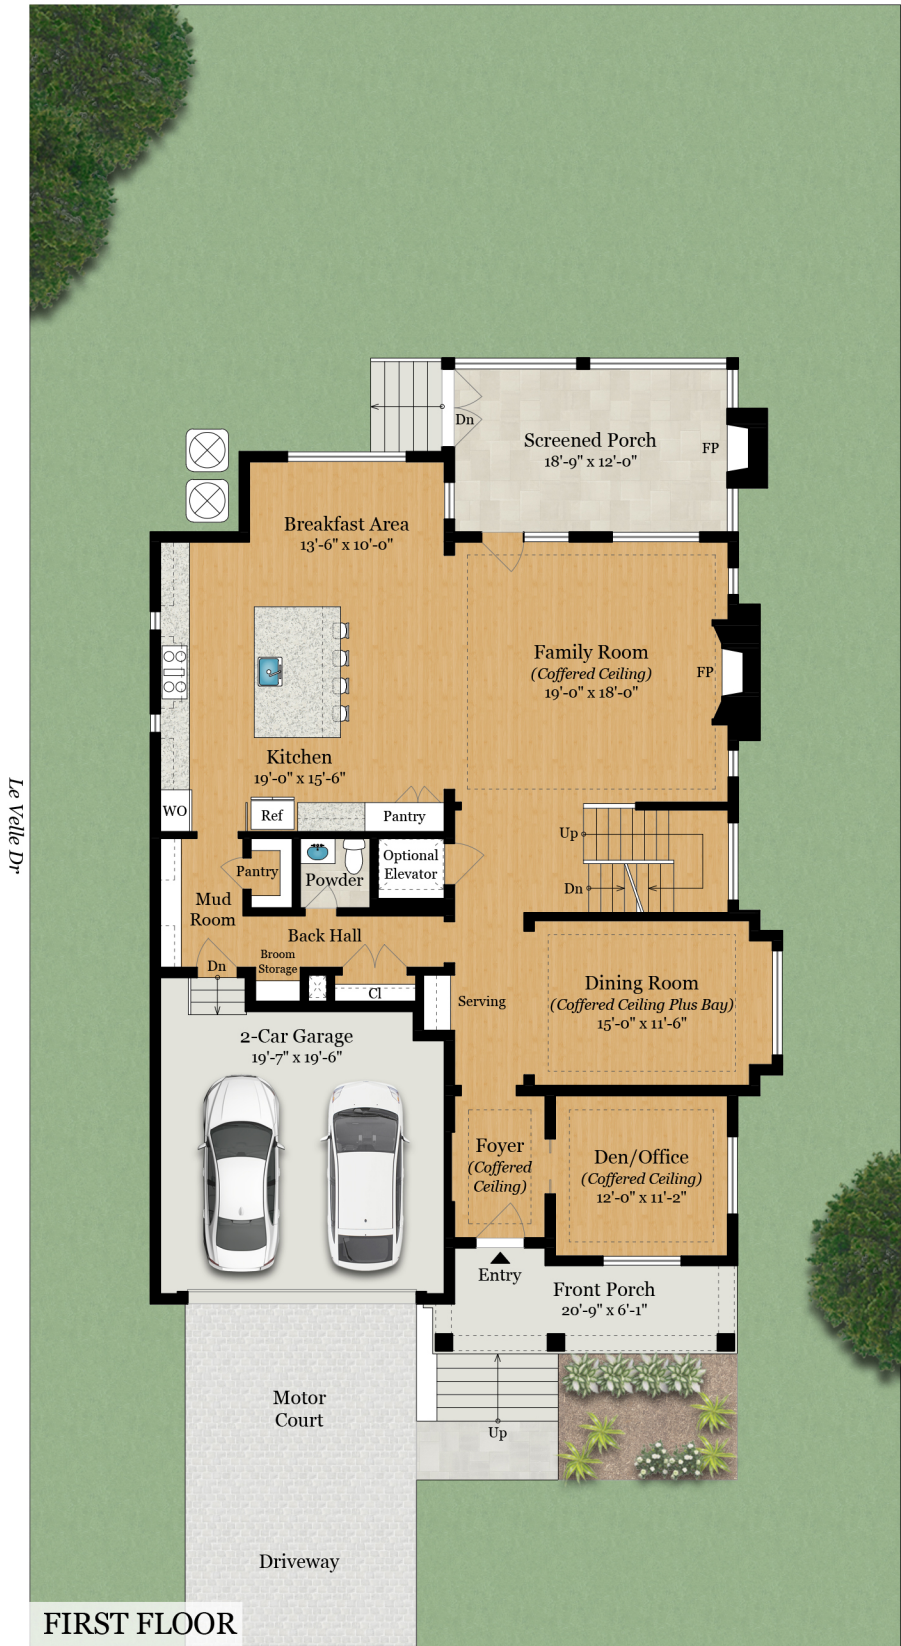 Dn
Screened Porch
18'-9" x 12'-0"
FP
Breakfast Area
13'-6" x 10'-0"
Family Room
(Coffered Ceiling)
19'-0" x 18'-0"
FP
Kitchen
19'-0" x 15'-6"
WO
Ref
Pantry
Le Velle Dr
Up
Optional
Elevator
Pantry
Powder
Dn
Mud
Room
Back Hall
Broom
Storage
Dn
Cl
Serving
Dining Room
(Coffered Ceiling Plus Bay)
15'-0" x 11'-6"
2-Car Garage
19'-7" x 19'-6"
Foyer
(Coffered
Ceiling)
Den/Office
(Coffered Ceiling)
12'-0" x 11'-2"
Entry
Front Porch
20'-9" x 6'-1"
Motor
Court
Up
Driveway
FIRST FLOOR